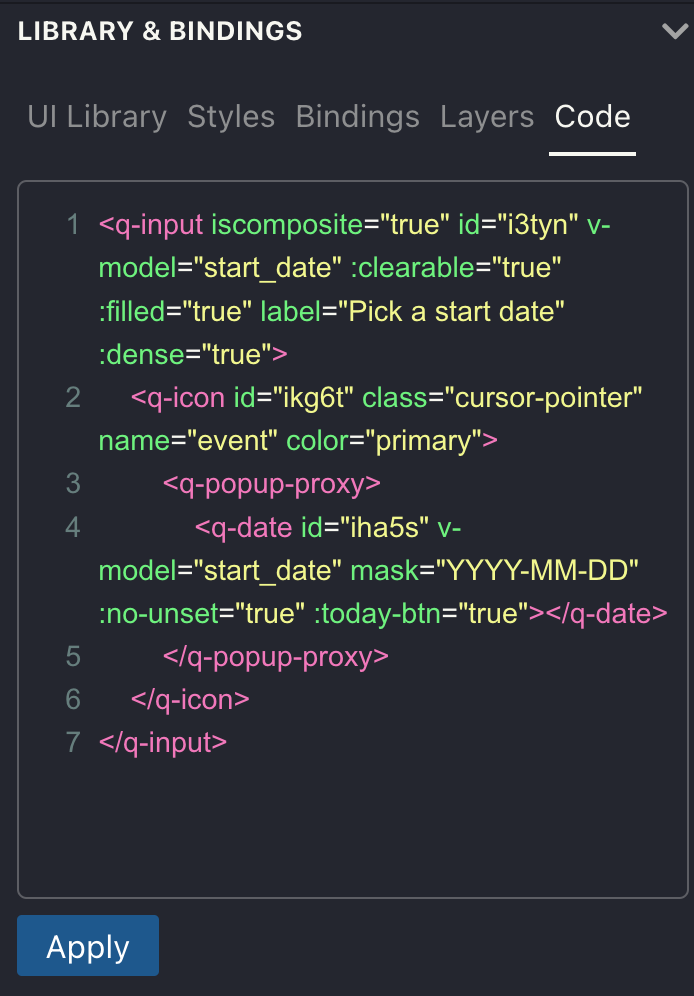 LIBRARY & BINDINGS
UI Library Styles Bindings Layers Code
1 <q-input iscomposite="true" id="i3tyn" v-
model="start_date" :clearable="true"
:filled="true" label="Pick a start date"
:dense="true">
2 <q-icon id="ikg6t" class="cursor-pointer"
name="event" color="primary">
3 <q-popup-proxy>
4 <q-date id="iha5s" v-
model="start_date" mask="YYYY-MM-DD"
:no-unset="true" :today-btn="true"></q-date>
5 </q-popup-proxy>
6 </q-icon>
7 </q-input>
Apply